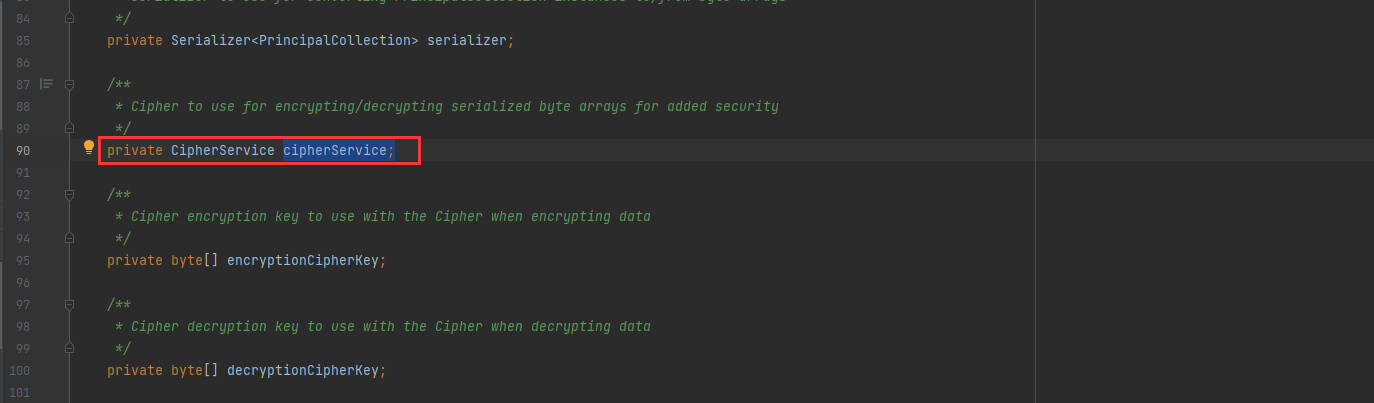 84 */
85 private Serializer<PrincipalCollection> serializer;
86
87 /**
88 * Cipher to use for encrypting/decrypting serialized byte arrays for added security
89 */
90 private CipherService cipherService;
91
92 /**
93 * Cipher encryption key to use with the Cipher when encrypting data
94 */
95 private byte[] encryptionCipherKey;
96
97 /**
98 * Cipher decryption key to use with the Cipher when decrypting data
99 */
100 private byte[] decryptionCipherKey;
101